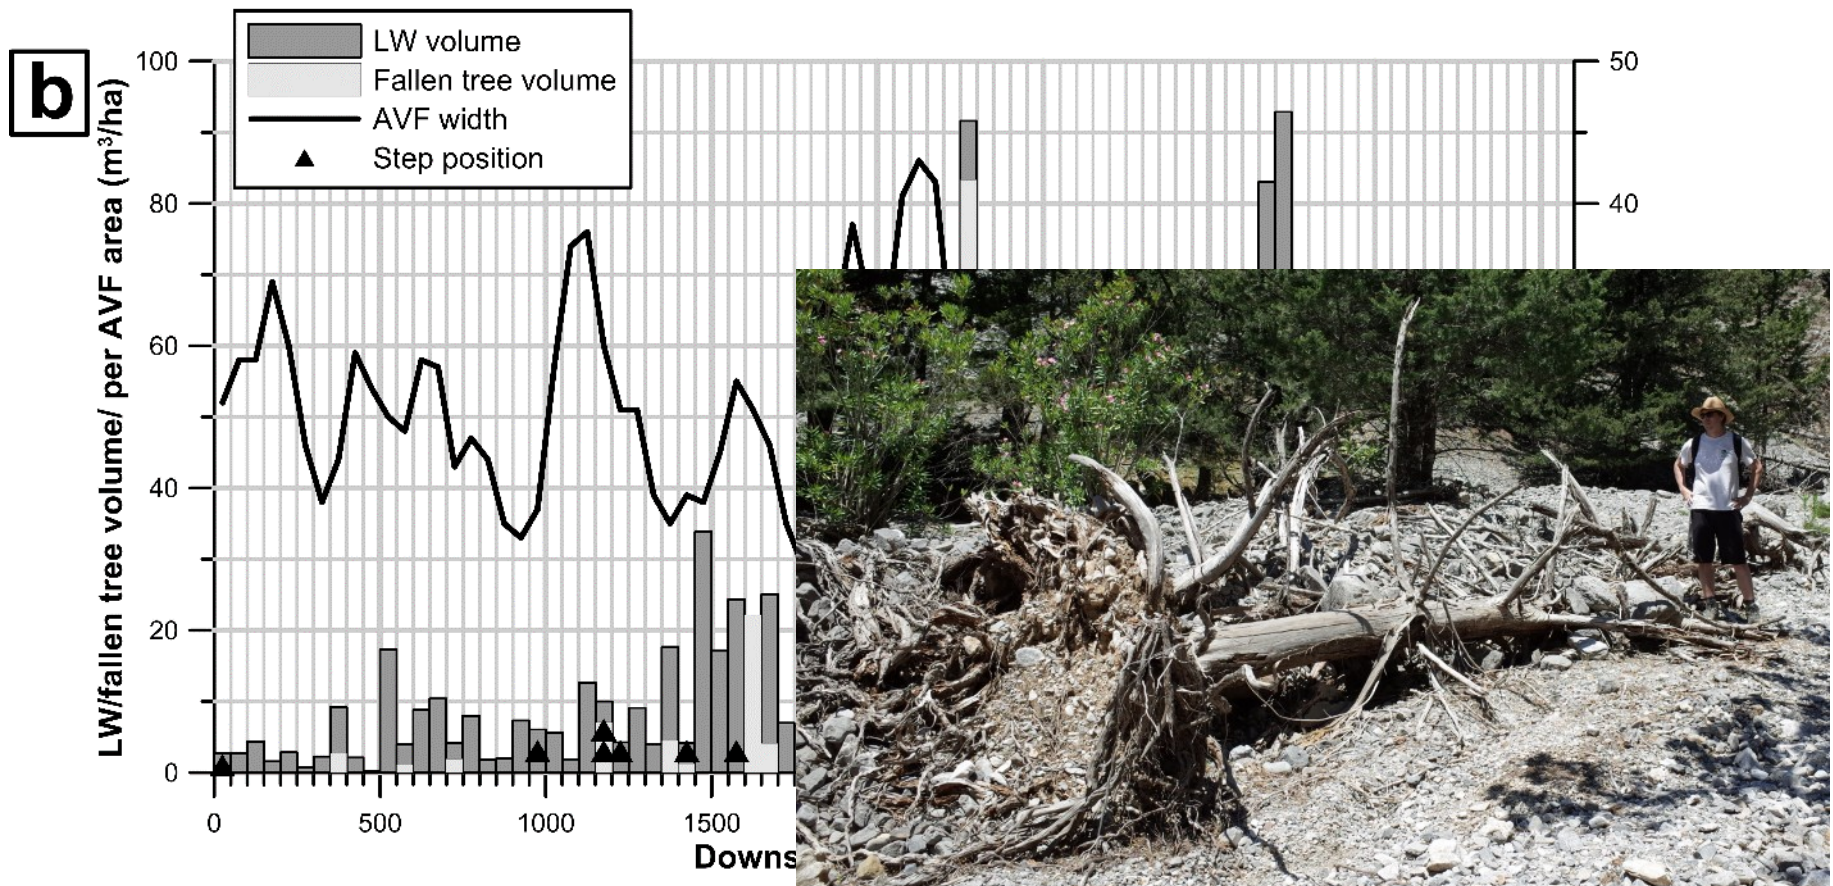 b
LW volume
Fallen tree volume
AVF width
Step position
LW/fallen tree volume/ per AVF area (m³/ha)
100
80
60
40
20
0
50
40
0
500
1000
1500
Downs